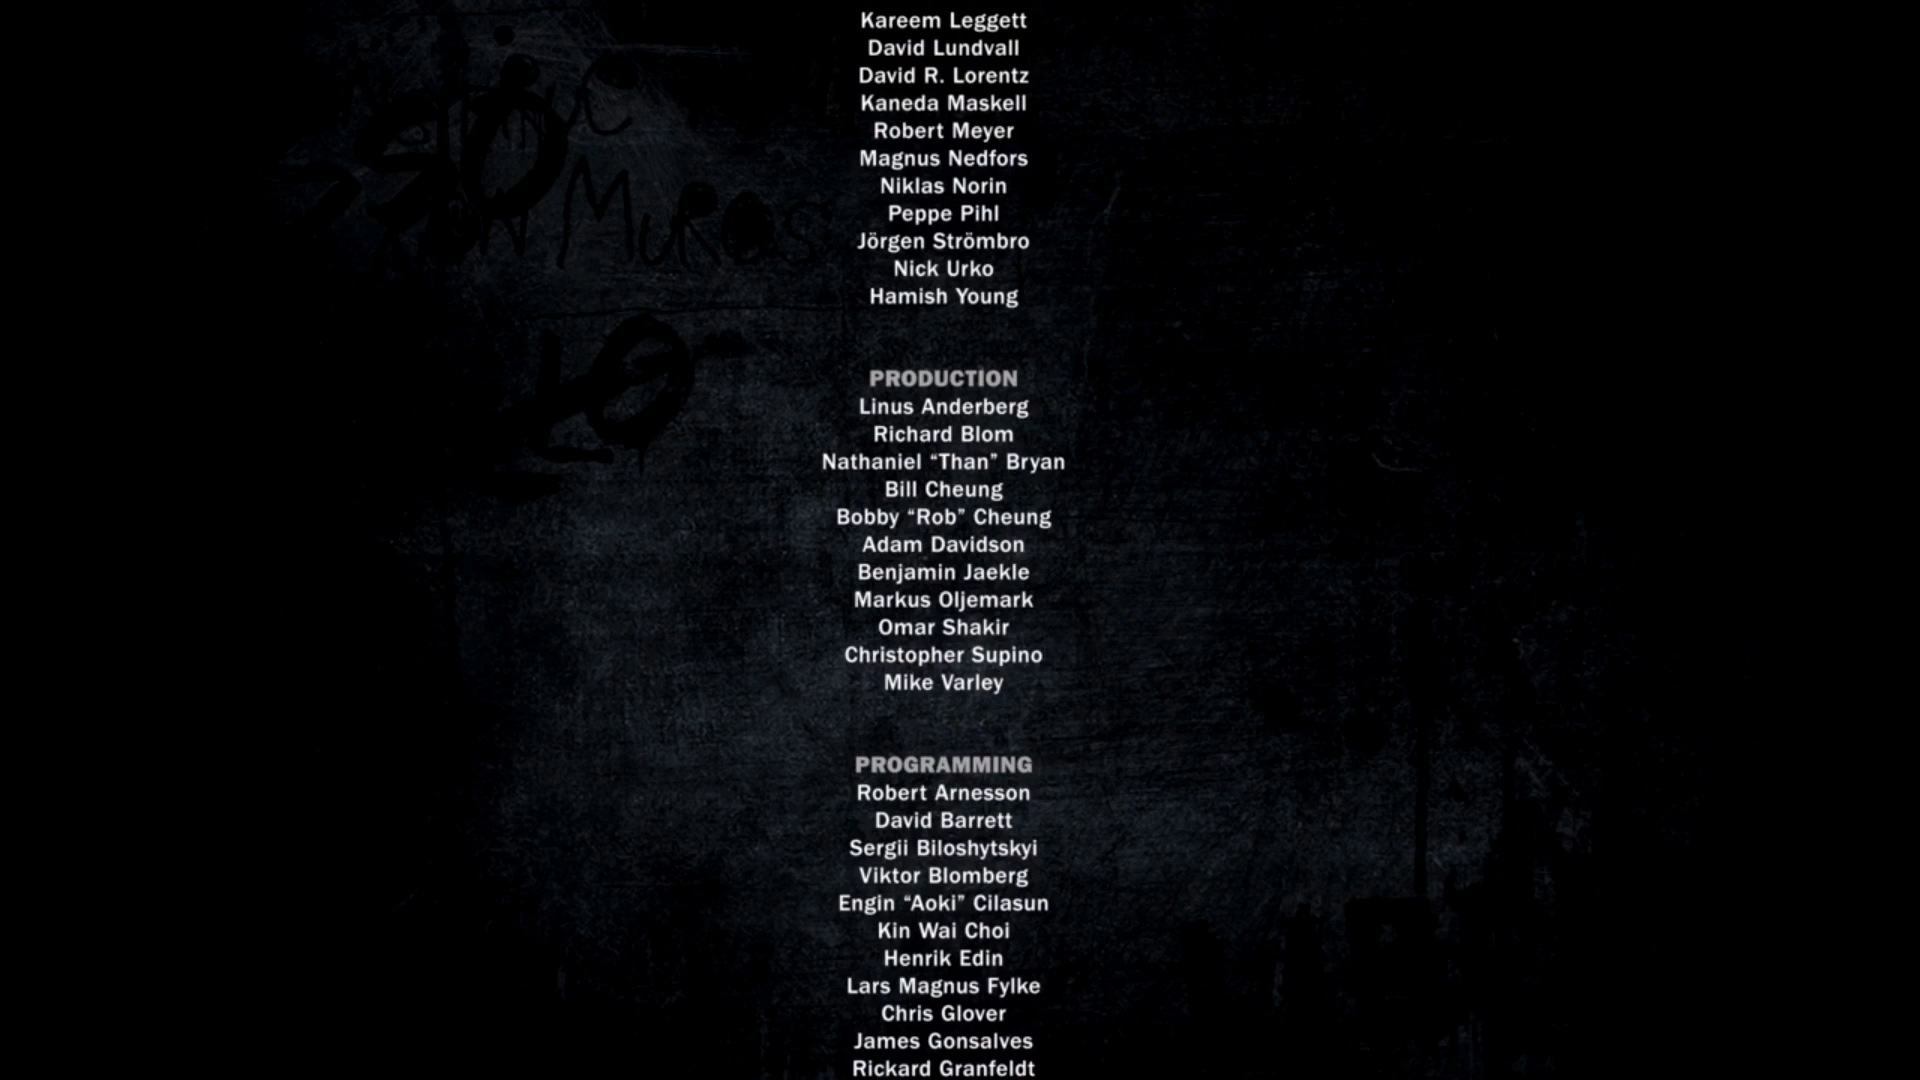 Kareem Leggett
David Lundvall
David R. Lorentz
Kaneda Maskell
Robert Meyer
Magnus Nedfors
Niklas Norin
Peppe Pihl
Jörgen Strömbro
Nick Urko
Hamish Young
PRODUCTION
Linus Anderberg
Richard Blom
Nathaniel “Than” Bryan
Bill Cheung
Bobby “Rob” Cheung
Adam Davidson
Benjamin Jaekle
Markus Oljemark
Omar Shakir
Christopher Supino
Mike Varley
PROGRAMMING
Robert Arnesson
David Barrett
Sergii Biloshytskyi
Viktor Blomberg
Engin “Aoki” Cilasun
Kin Wai Choi
Henrik Edin
Lars Magnus Fylke
Chris Glover
James Gonsalves
Rickard Granfeldt